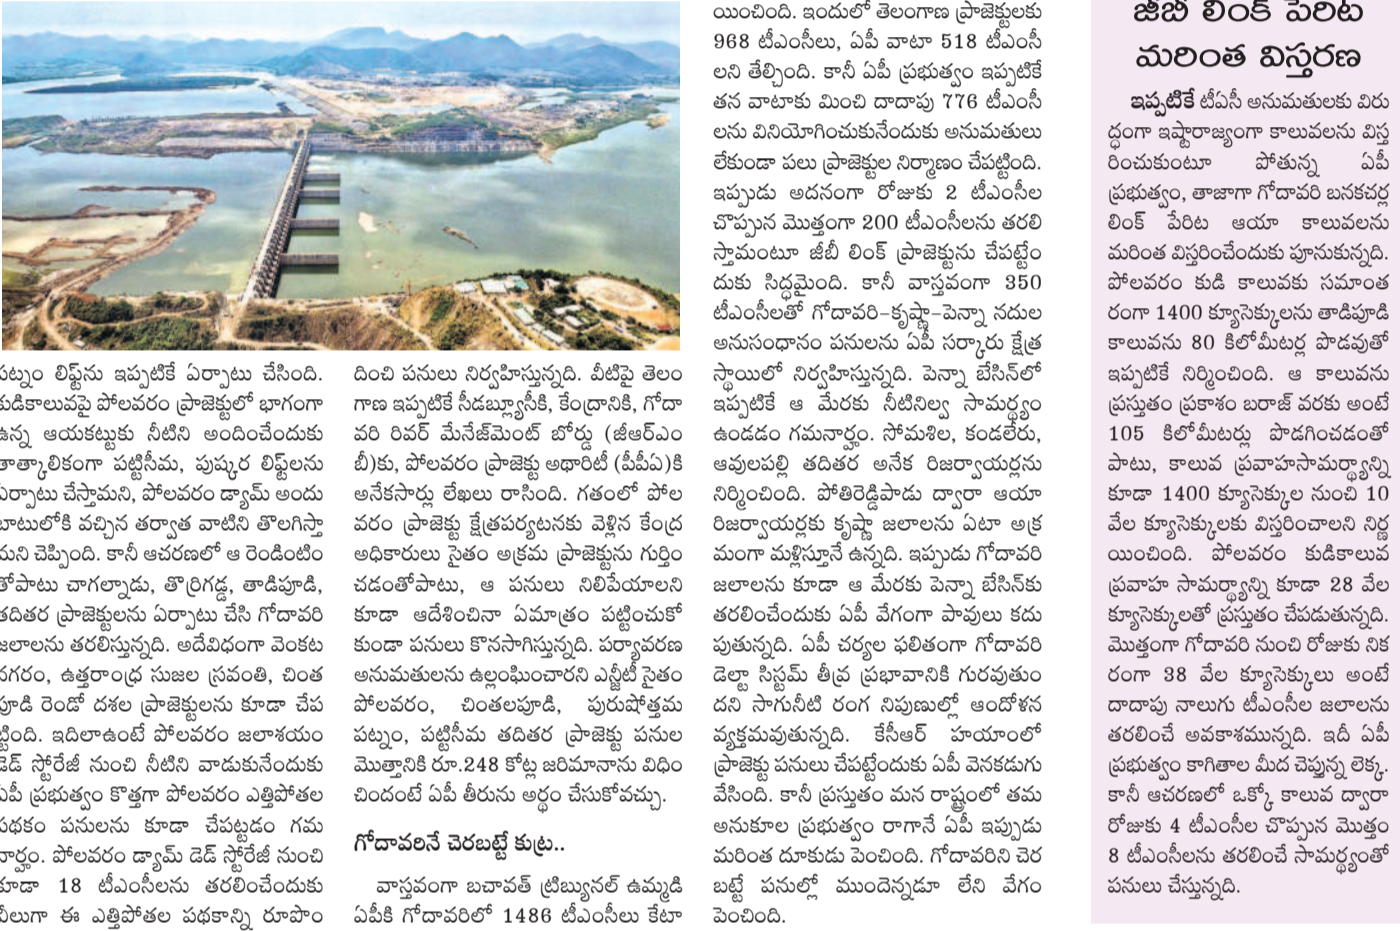 పట్నం లిఫ్ట్‌ను ఇప్పటికే ఏర్పాటు చేసింది.
కుడికాలువపై పోలవరం ప్రాజెక్టులో భాగంగా
ఉన్న ఆయకట్టుకు నీటిని అందించేందుకు
తాత్కాలికంగా పట్టిసీమ, పుష్కర లిఫ్ట్‌లను
ఏర్పాటు చేస్తామని, పోలవరం డ్యామ్ అందు
బాటులోకి వచ్చిన తర్వాత వాటిని తొలగిస్తా
మని చెప్పింది. కానీ ఆచరణలో ఆ రెండింటిం
తోపాటు చాగల్నాడు, తొర్రిగడ్డ, తాడిపూడి,
తదితర ప్రాజెక్టులను ఏర్పాటు చేసి గోదావరి
జలాలను తరలిస్తున్నది. అదేవిధంగా వెంకట
నగరం, ఉత్తరాంధ్ర సుజల స్రవంతి, చింత
పూడి రెండో దశల ప్రాజెక్టులను కూడా చేప
ట్టింది. ఇదిలాఉంటే పోలవరం జలాశయం
డెడ్ స్టోరేజీ నుంచి నీటిని వాడుకునేందుకు
ఏపీ ప్రభుత్వం కొత్తగా పోలవరం ఎత్తిపోతల
పథకం పనులను కూడా చేపట్టడం గమ
నార్హం. పోలవరం డ్యామ్ డెడ్ స్టోరేజీ నుంచి
కూడా 18 టీఎంసీలను తరలించేందుకు
వీలుగా ఈ ఎత్తిపోతల పథకాన్ని రూపొం
దించి పనులు నిర్వహిస్తున్నది. వీటిపై తెలం
గాణ ఇప్పటికే సీడబ్ల్యూసీకి, కేంద్రానికి, గోదా
వరి రివర్ మేనేజ్‌మెంట్ బోర్డు (జీఆర్ఎం
బీ)కు, పోలవరం ప్రాజెక్టు అథారిటీ (పీపీఏ)కి
అనేకసార్లు లేఖలు రాసింది. గతంలో పోల
వరం ప్రాజెక్టు క్షేత్రపర్యటనకు వెళ్లిన కేంద్ర
అధికారులు సైతం అక్రమ ప్రాజెక్టును గుర్తిం
చడంతోపాటు, ఆ పనులు నిలిపేయాలని
కూడా ఆదేశించినా ఏమాత్రం పట్టించుకో
కుండా పనులు కొనసాగిస్తున్నది. పర్యావరణ
అనుమతులను ఉల్లంఘించారని ఎన్జీటీ సైతం
పోలవరం, చింతలపూడి, పురుషోత్తమ
పట్నం, పట్టిసీమ తదితర ప్రాజెక్టు పనుల
మొత్తానికి రూ.248 కోట్ల జరిమానాను విధిం
చిందంటే ఏపీ తీరును అర్థం చేసుకోవచ్చు.
గోదావరినే చెరబట్టే కుట్ర..
వాస్తవంగా బచావత్ ట్రిబ్యునల్ ఉమ్మడి
ఏపీకి గోదావరిలో 1486 టీఎంసీలు కేటా
యించింది. ఇందులో తెలంగాణ ప్రాజెక్టులకు
968 టీఎంసీలు, ఏపీ వాటా 518 టీఎంసీ
లని తేల్చింది. కానీ ఏపీ ప్రభుత్వం ఇప్పటికే
తన వాటాకు మించి దాదాపు 776 టీఎంసీ
లను వినియోగించుకునేందుకు అనుమతులు
లేకుండా పలు ప్రాజెక్టుల నిర్మాణం చేపట్టింది.
ఇప్పుడు అదనంగా రోజుకు 2 టీఎంసీల
చొప్పున మొత్తంగా 200 టీఎంసీలను తరలి
స్తామంటూ జీబీ లింక్ ప్రాజెక్టును చేపట్టేం
దుకు సిద్ధమైంది. కానీ వాస్తవంగా 350
టీఎంసీలతో గోదావరి-కృష్ణా-పెన్నా నదుల
అనుసంధానం పనులను ఏపీ సర్కారు క్షేత్ర
స్థాయిలో నిర్వహిస్తున్నది. పెన్నా బేసిన్‌లో
ఇప్పటికే ఆ మేరకు నీటినిల్వ సామర్థ్యం
ఉండడం గమనార్హం. సోమశిల, కండలేరు,
ఆవులపల్లి తదితర అనేక రిజర్వాయర్లను
నిర్మించింది. పోతిరెడ్డిపాడు ద్వారా ఆయా
రిజర్వాయర్లకు కృష్ణా జలాలను ఏటా అక్ర
మంగా మళ్లిస్తూనే ఉన్నది. ఇప్పుడు గోదావరి
జలాలను కూడా ఆ మేరకు పెన్నా బేసిన్‌కు
తరలించేందుకు ఏపీ వేగంగా పావులు కదు
పుతున్నది. ఏపీ చర్యల ఫలితంగా గోదావరి
డెల్టా సిస్టమ్ తీవ్ర ప్రభావానికి గురవుతుం
దని సాగునీటి రంగ నిపుణుల్లో ఆందోళన
వ్యక్తమవుతున్నది. కేసీఆర్ హయాంలో
ప్రాజెక్టు పనులు చేపట్టేందుకు ఏపీ వెనకడుగు
వేసింది. కానీ ప్రస్తుతం మన రాష్ట్రంలో తమ
అనుకూల ప్రభుత్వం రాగానే ఏపీ ఇప్పుడు
మరింత దూకుడు పెంచింది. గోదావరిని చెర
బట్టే పనుల్లో ముందెన్నడూ లేని వేగం
పెంచింది.
జీబీ లింక్ పేరిట
మరింత విస్తరణ
ఇప్పటికే టీఏసీ అనుమతులకు విరు
ద్ధంగా ఇష్టారాజ్యంగా కాలువలను విస్త
రించుకుంటూ పోతున్న ఏపీ
ప్రభుత్వం, తాజాగా గోదావరి బనకచర్ల
లింక్ పేరిట ఆయా కాలువలను
మరింత విస్తరించేందుకు పూనుకున్నది.
పోలవరం కుడి కాలువకు సమాంత
రంగా 1400 క్యూసెక్కులను తాడిపూడి
కాలువను 80 కిలోమీటర్ల పొడవుతో
ఇప్పటికే నిర్మించింది. ఆ కాలువను
ప్రస్తుతం ప్రకాశం బరాజ్ వరకు అంటే
105 కిలోమీటర్లు పొడగించడంతో
పాటు, కాలువ ప్రవాహసామర్థ్యాన్ని
కూడా 1400 క్యూసెక్కుల నుంచి 10
వేల క్యూసెక్కులకు విస్తరించాలని నిర్ణ
యించింది. పోలవరం కుడికాలువ
ప్రవాహ సామర్థ్యాన్ని కూడా 28 వేల
క్యూసెక్కులతో ప్రస్తుతం చేపడుతున్నది.
మొత్తంగా గోదావరి నుంచి రోజుకు నిక
రంగా 38 వేల క్యూసెక్కులు అంటే
దాదాపు నాలుగు టీఎంసీల జలాలను
తరలించే అవకాశమున్నది. ఇదీ ఏపీ
ప్రభుత్వం కాగితాల మీద చెప్తున్న లెక్క.
కానీ ఆచరణలో ఒక్కో కాలువ ద్వారా
రోజుకు 4 టీఎంసీల చొప్పున మొత్తం
8 టీఎంసీలను తరలించే సామర్థ్యంతో
పనులు చేస్తున్నది.